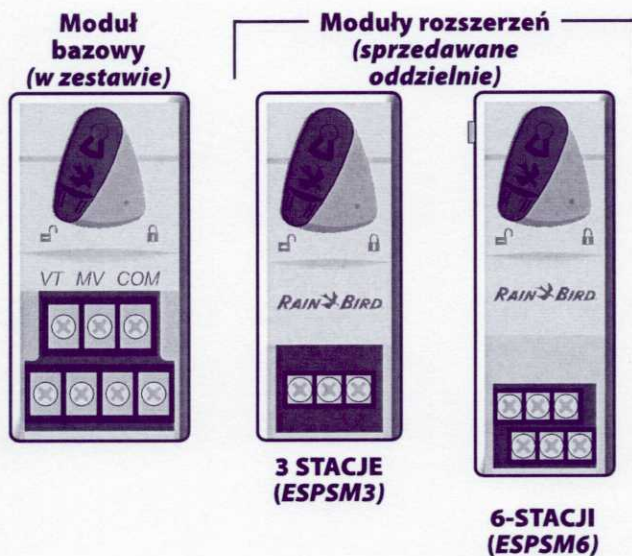 Moduł
bazowy
(w zestawie)
Moduły rozszerzeń
(sprzedawane
oddzielnie)
VT MV COM
RAIN BIRD
RAIN BIRD
3 STACJE
(ESPSM3)
6-STACJI
(ESPSM6)